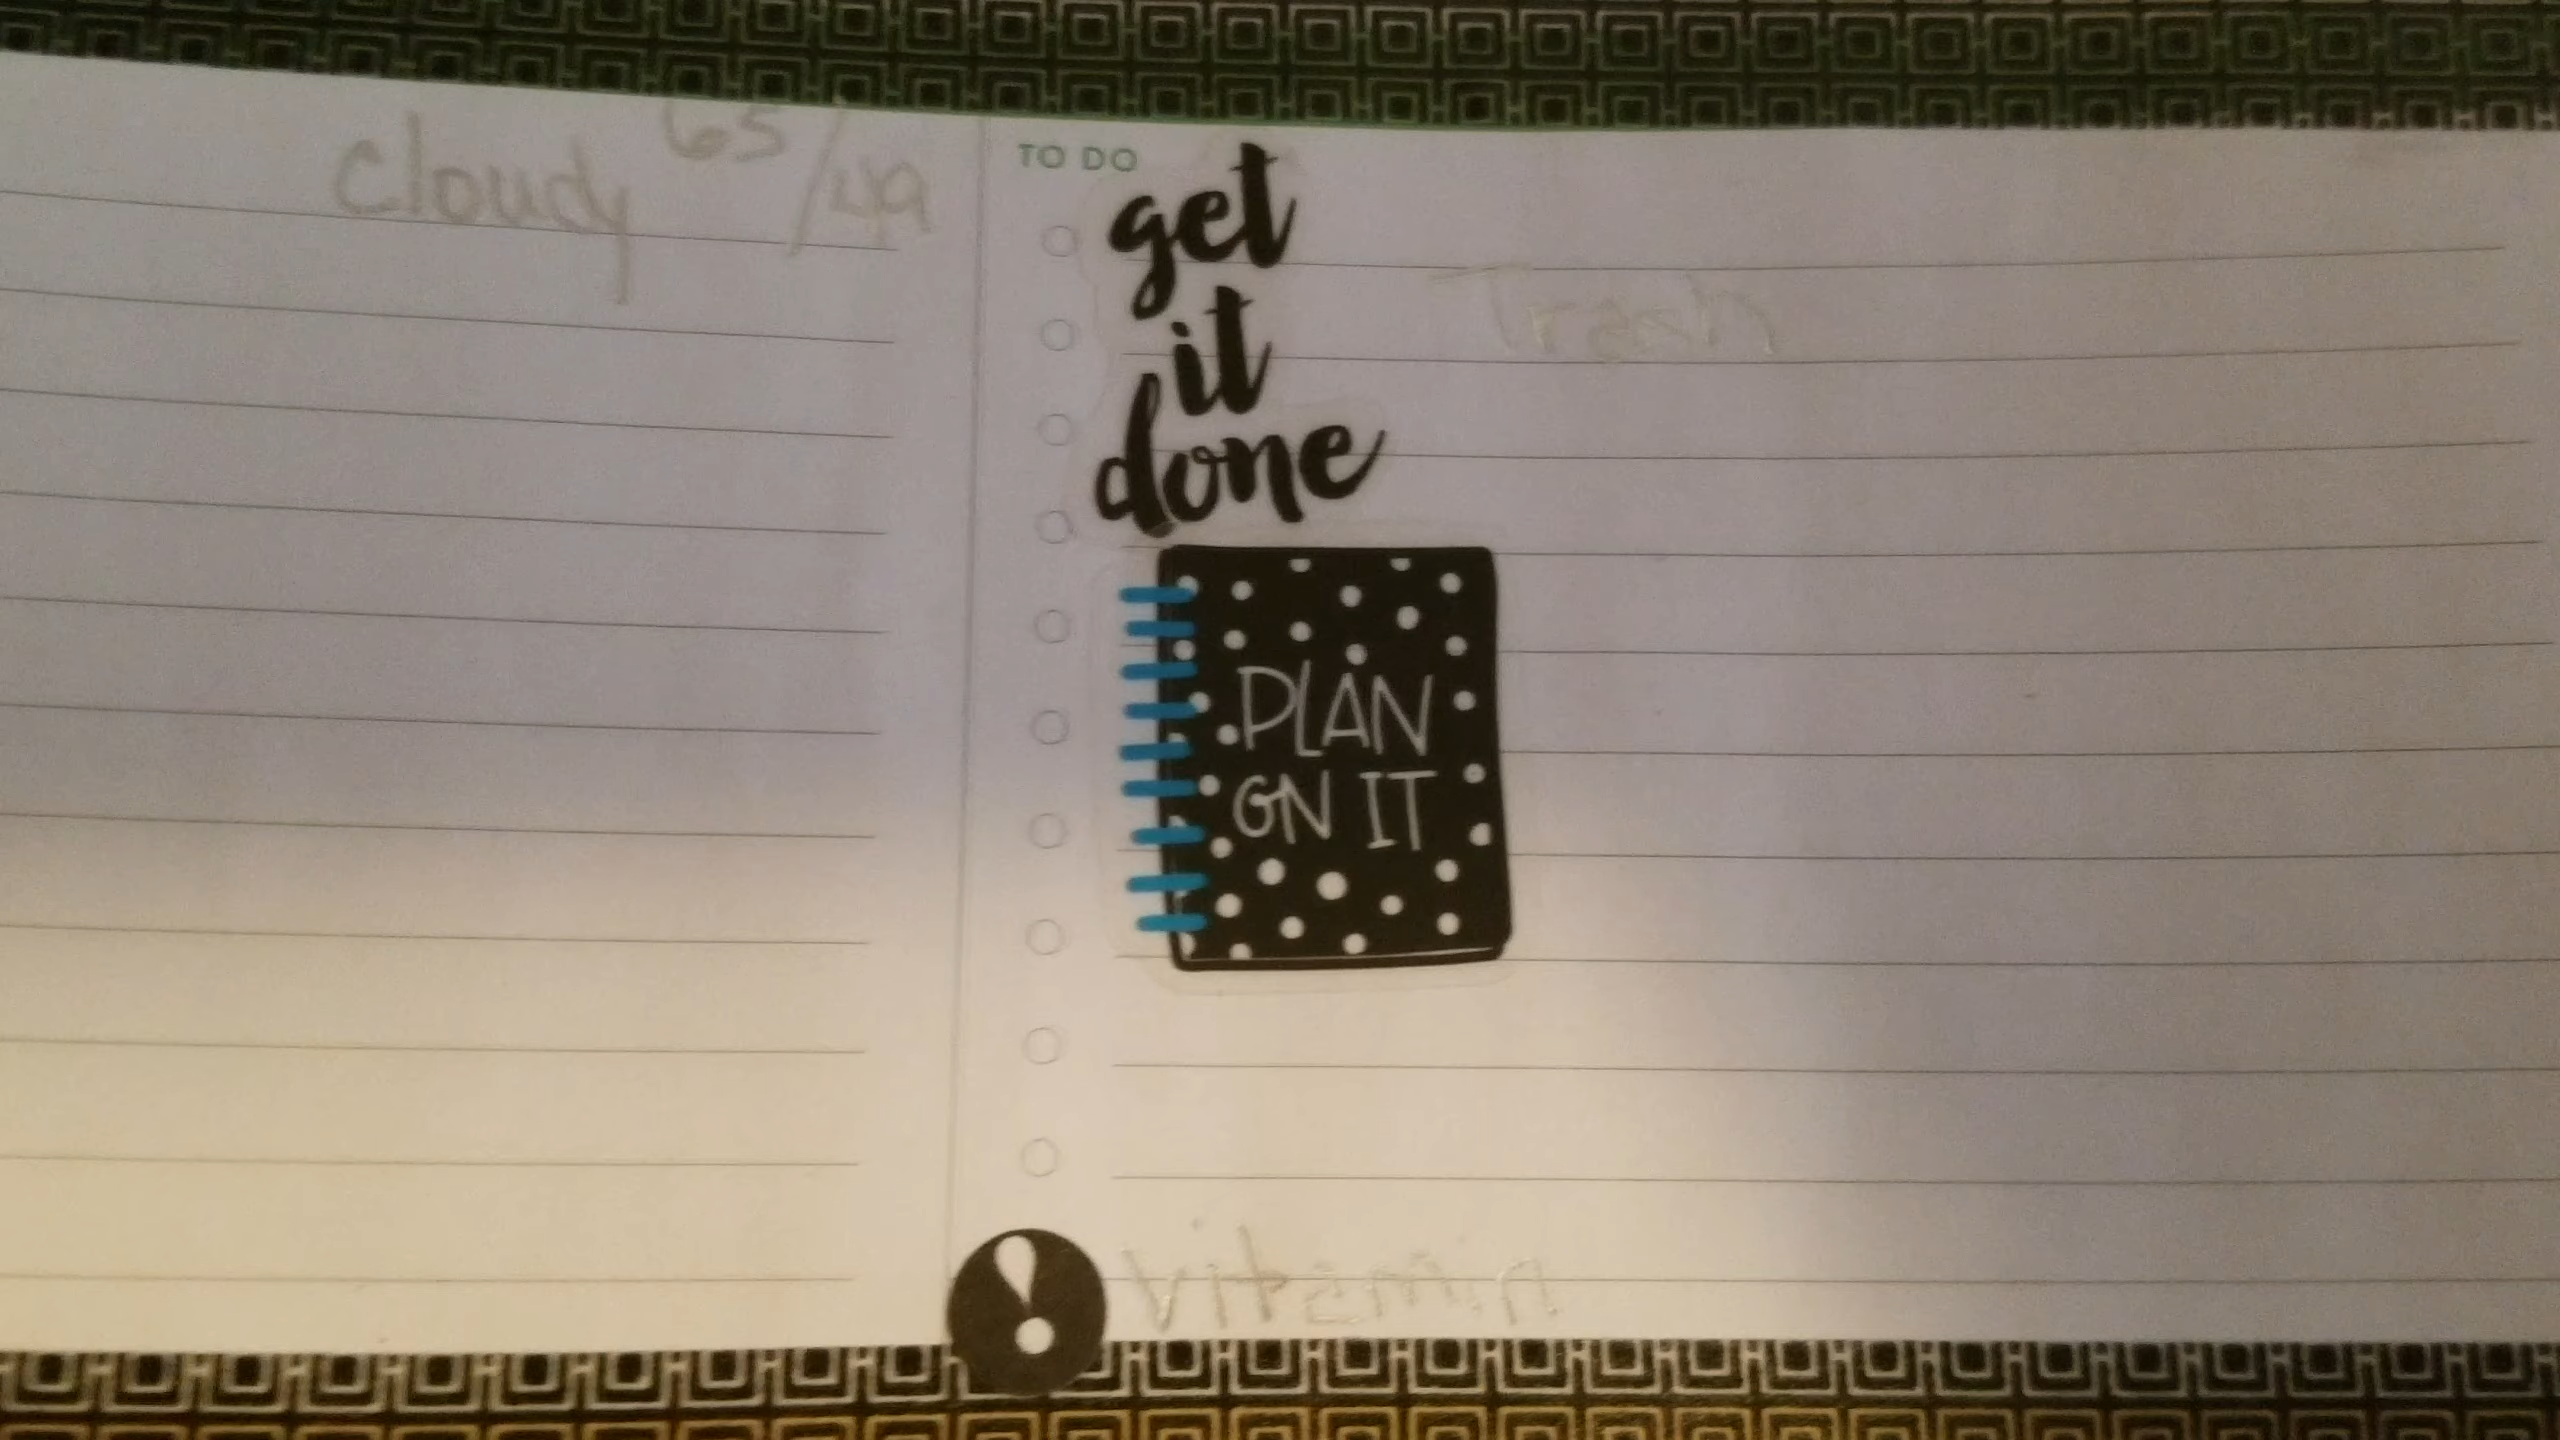 Cloudy 65/49
TO DO
get
it
done
Trash
PLAN
ON IT
!
Vitamin